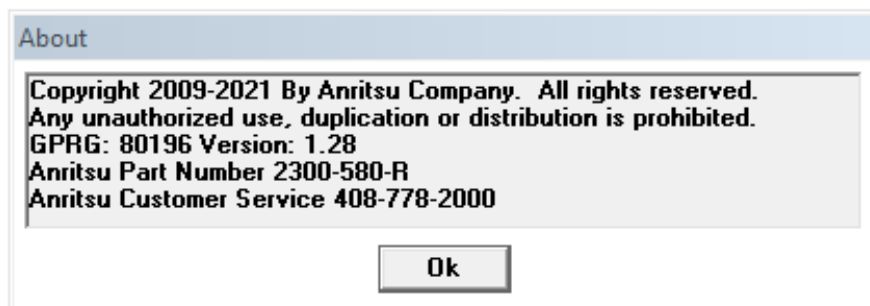 About
Copyright 2009-2021 By Anritsu Company.  All rights reserved.
Any unauthorized use, duplication or distribution is prohibited.
GPRG: 80196 Version: 1.28
Anritsu Part Number 2300-580-R
Anritsu Customer Service 408-778-2000
Ok